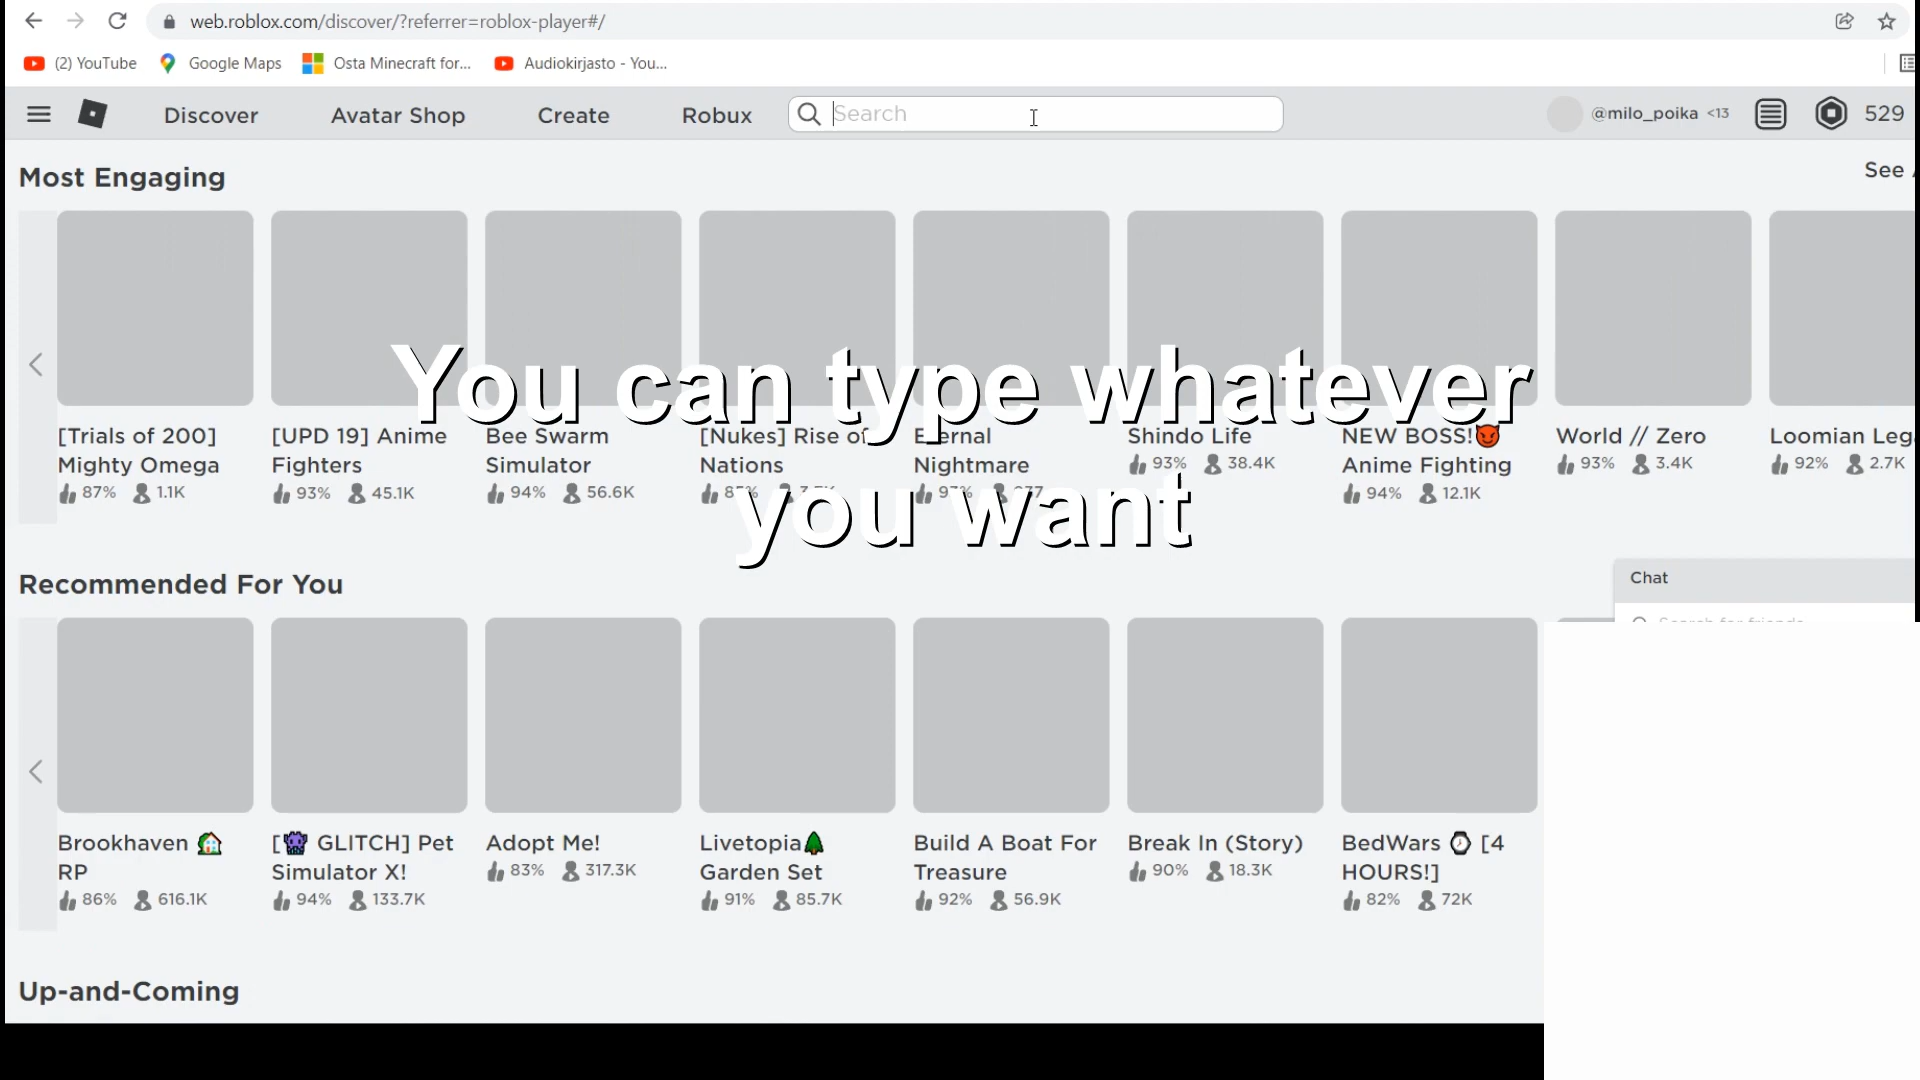 web.roblox.com/discover/?referrer=roblox-player#/
(2) YouTube Google Maps Osta Minecraft for... Audiokirjasto - You...
Discover Avatar Shop Create Robux Search @milo_poika <13 529
Most Engaging See
You can type whatever
you want
[Trials of 200] [UPD 19] Anime Bee Swarm [Nukes] Rise of Eternal Shindo Life NEW BOSS!😈 World // Zero Loomian Leg
Mighty Omega Fighters Simulator Nations Nightmare 93% 38.4K Anime Fighting 93% 3.4K 92% 2.7K
87% 1.1K 93% 45.1K 94% 56.6K 94% 12.1K
Recommended For You
Chat
Search for friends
Brookhaven 🏡 [👾 GLITCH] Pet Adopt Me! Livetopia🌲 Build A Boat For Break In (Story) BedWars ⌚ [4
RP Simulator X! 83% 317.3K Garden Set Treasure 90% 18.3K HOURS!]
86% 616.1K 94% 133.7K 91% 85.7K 92% 56.9K 82% 72K
Up-and-Coming